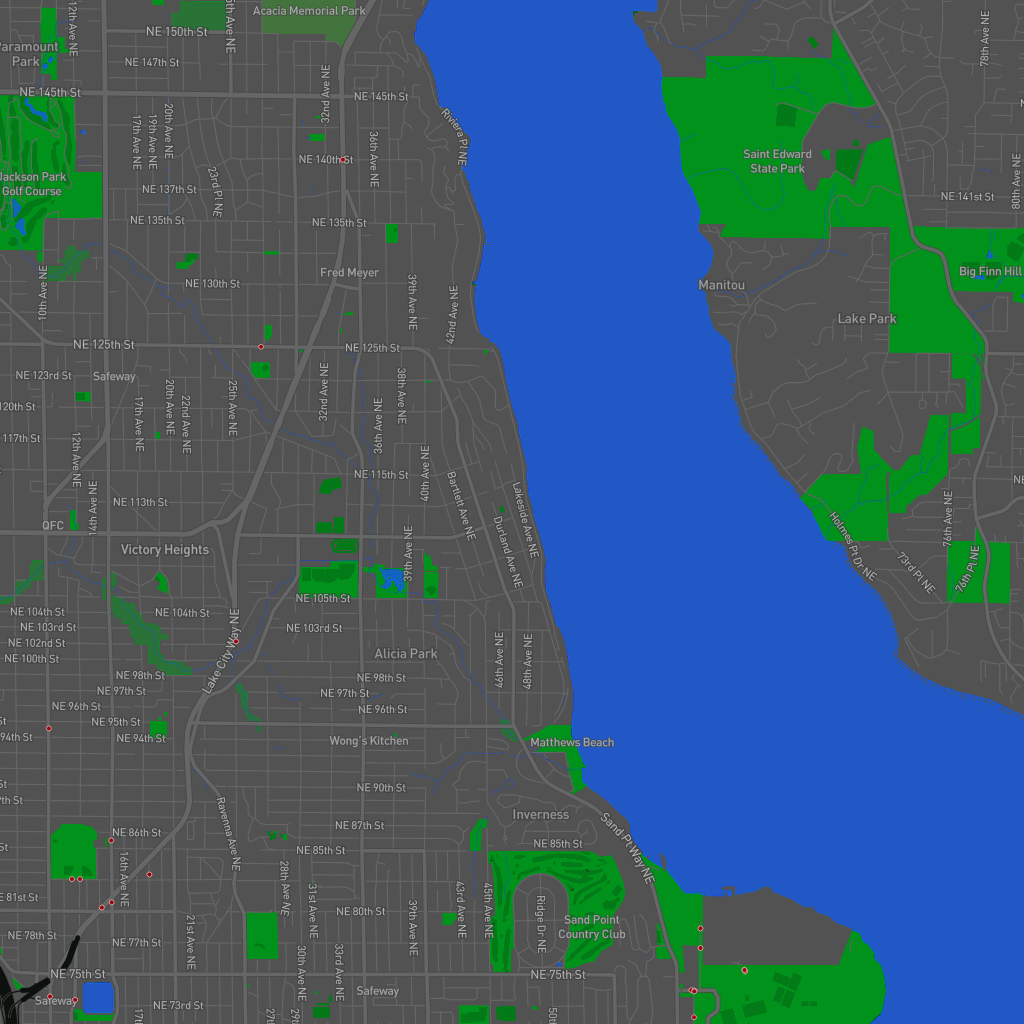 Acacia Memorial Park
12th Ave NE
78th Ave NE
NE 150th St
Paramount
Park
NE 147th St
32nd Ave NE
NE 145th St
NE 145th St
Riviera Pl NE
20th Ave NE
19th Ave NE
17th Ave NE
36th Ave NE
NE 140th St
Saint Edward
State Park
Jackson Park
Golf Course
NE 137th St
23rd Pl NE
NE 141st St
80th Ave NE
NE 135th St
NE 135th St
Fred Meyer
Big Finn Hill
10th Ave NE
NE 130th St
39th Ave NE
42nd Ave NE
Manitou
Lake Park
NE 125th St
NE 125th St
NE 123rd St
Safeway
32nd Ave NE
38th Ave NE
20th Ave NE
22nd Ave NE
25th Ave NE
17th Ave NE
120th St
36th Ave NE
117th St
12th Ave NE
NE 115th St
40th Ave NE
Bartlett Ave NE
Lakeside Ave NE
14th Ave NE
NE 113th St
QFC
Durland Ave NE
39th Ave NE
Holmes Pt Dr NE
76th Ave NE
Victory Heights
73rd Pl NE
76th Pl NE
NE 105th St
NE 104th St
NE 104th St
NE 103rd St
NE 103rd St
NE 102nd St
NE 100th St
Lake City Way NE
Alicia Park
46th Ave NE
48th Ave NE
NE 98th St
NE 98th St
NE 97th St
NE 97th St
NE 96th St
NE 96th St
NE 95th St
94th St
NE 94th St
Wong's Kitchen
Matthews Beach
NE 90th St
Inverness
Ravenna Ave NE
NE 87th St
NE 86th St
NE 85th St
NE 85th St
Sand Pt Way NE
16th Ave NE
28th Ave NE
31st Ave NE
43rd Ave NE
45th Ave NE
E 81st St
NE 80th St
39th Ave NE
Ridge Dr NE
Sand Point
Country Club
21st Ave NE
NE 78th St
NE 77th St
30th Ave NE
33rd Ave NE
NE 75th St
NE 75th St
Safeway
Safeway
NE 73rd St